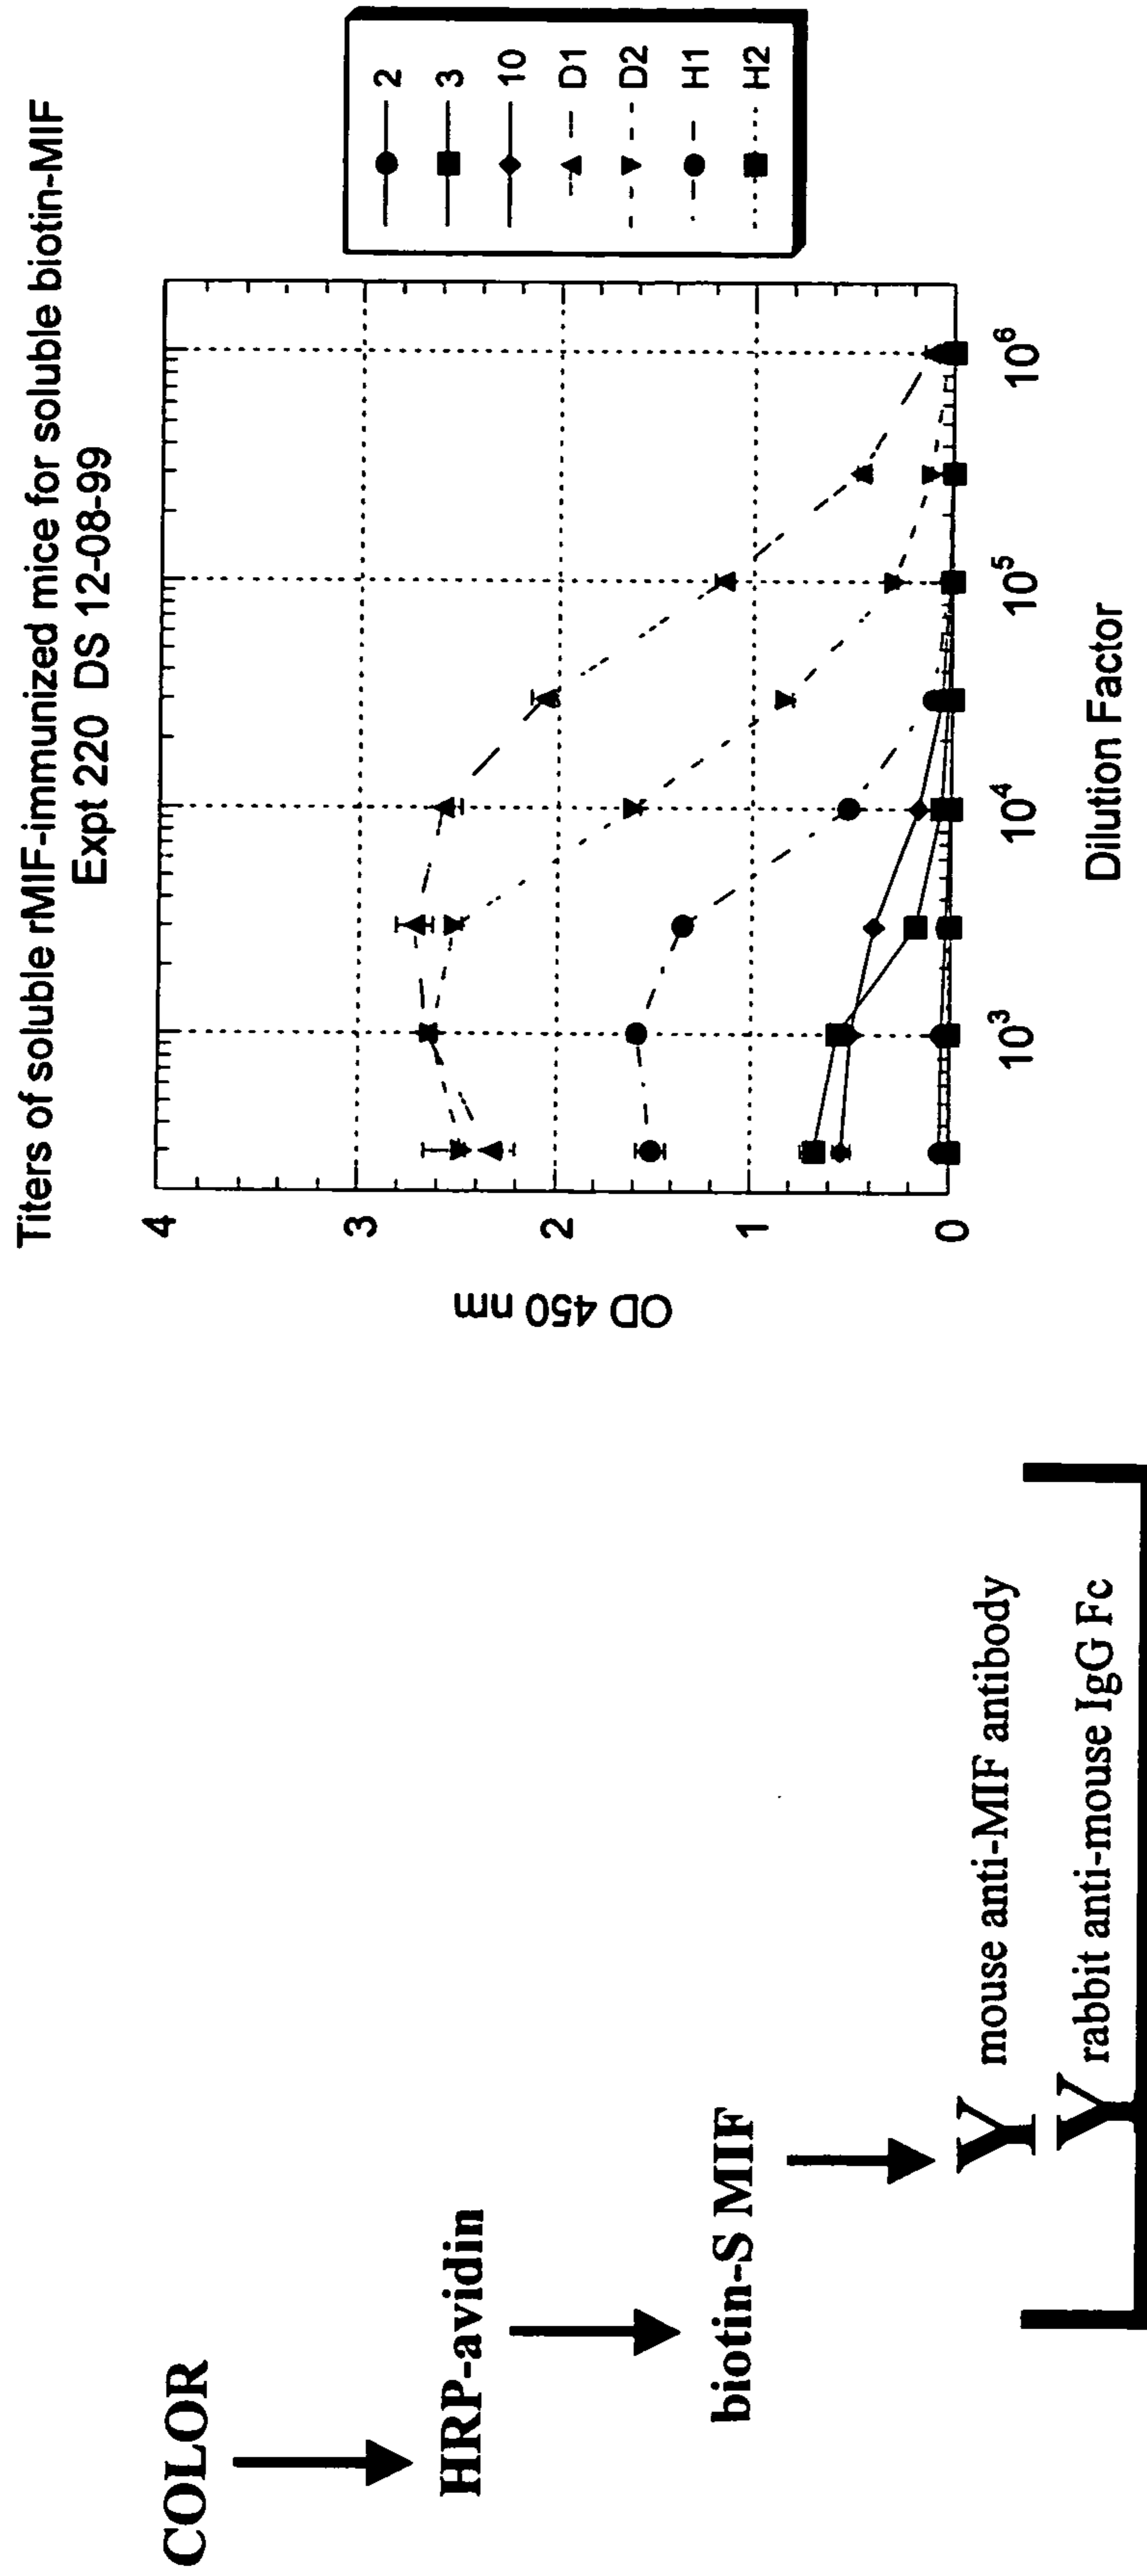 COLOR
HRP-avidin
biotin-S MIF
Y mouse anti-MIF antibody
Y rabbit anti-mouse IgG Fc
Titers of soluble rMIF-immunized mice for soluble biotin-MIF
Expt 220 DS 12-08-99
OD 450 nm
4
3
2
1
0
10³ 10⁴ 10⁵ 10⁶
Dilution Factor
2
3
10
D1
D2
H1
H2